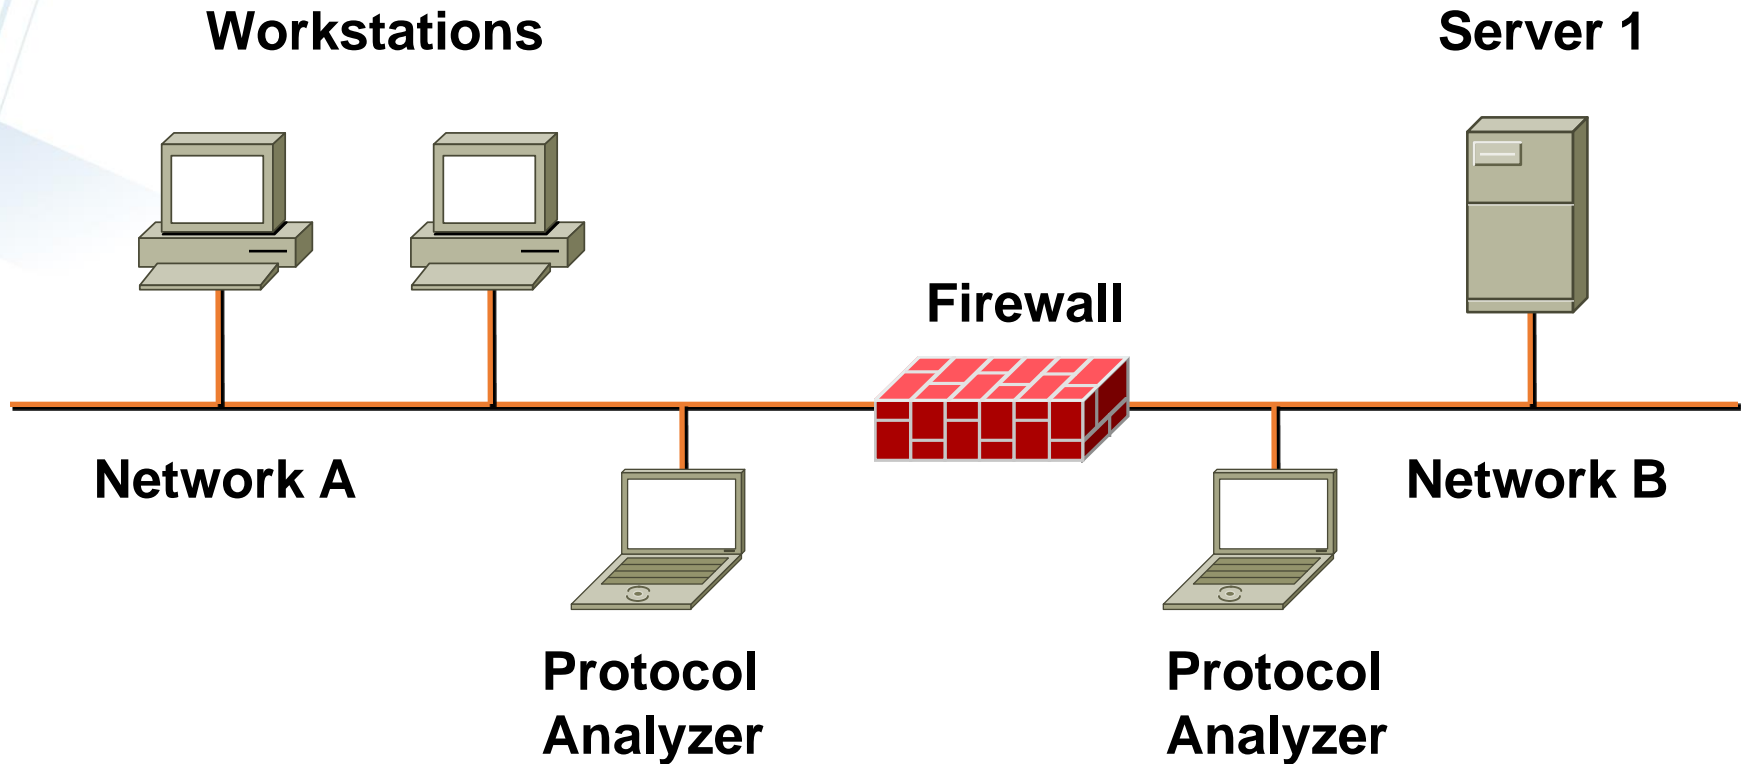 Workstations
Server 1
Firewall
Network A
Network B
Protocol
Analyzer
Protocol
Analyzer